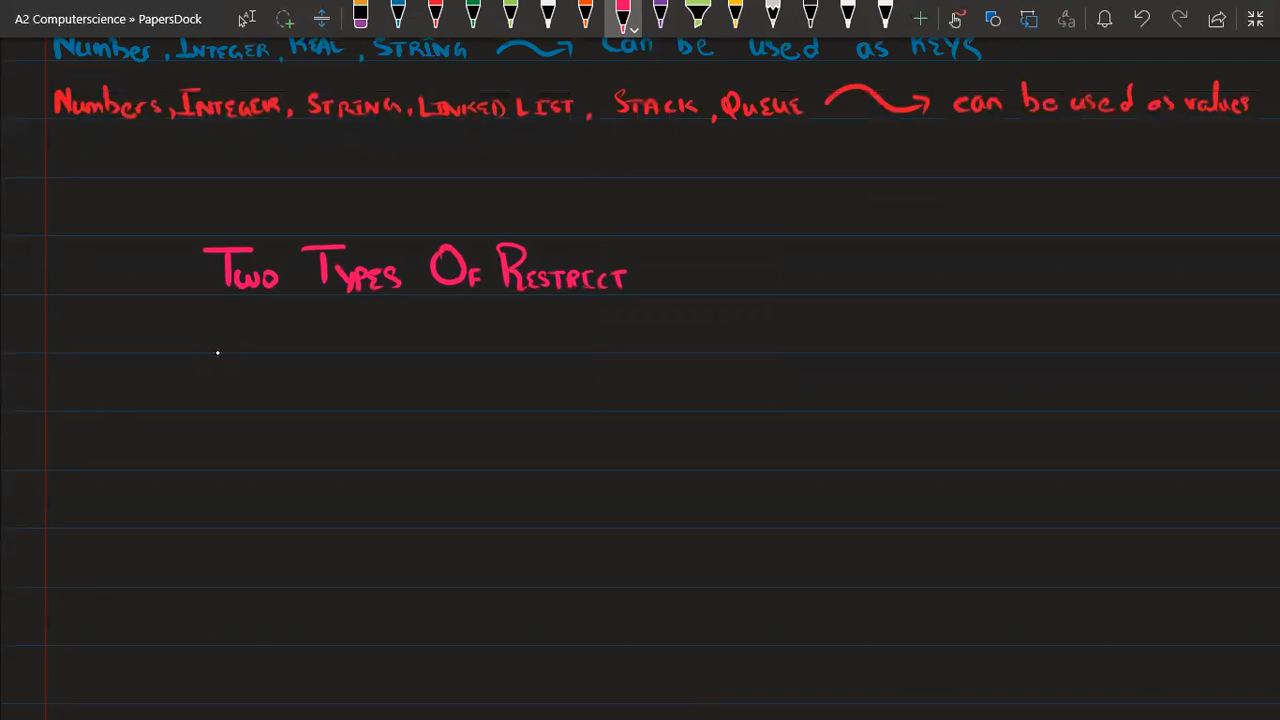 A2 Computerscience » PapersDock
Number, INTEGER, REAL, STRING can be used as KEYS
Numbers, INTEGER, STRING, LINKED LIST, STACK, QUEUE can be used as values
TWO TYPES OF RESTRICT